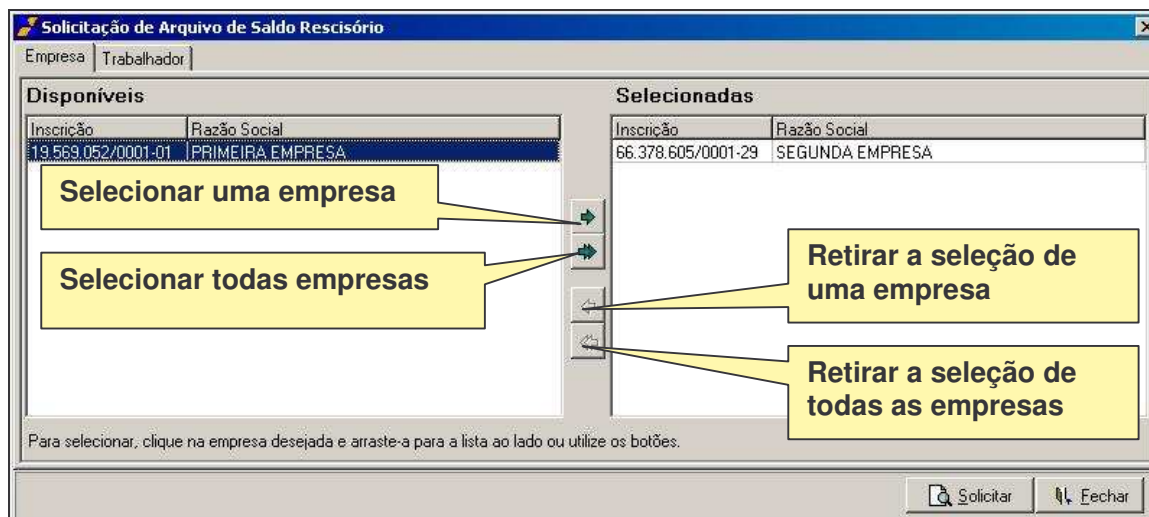 Solicitação de Arquivo de Saldo Rescisório
Empresa Trabalhador
Disponíveis
Inscrição Razão Social
19.569.052/0001-01 PRIMEIRA EMPRESA
Selecionar uma empresa
Selecionar todas empresas
Selecionadas
Inscrição Razão Social
66.378.605/0001-29 SEGUNDA EMPRESA
Retirar a seleção de
uma empresa
Retirar a seleção de
todas as empresas
Para selecionar, clique na empresa desejada e arraste-a para a lista ao lado ou utilize os botões.
Solicitar Fechar